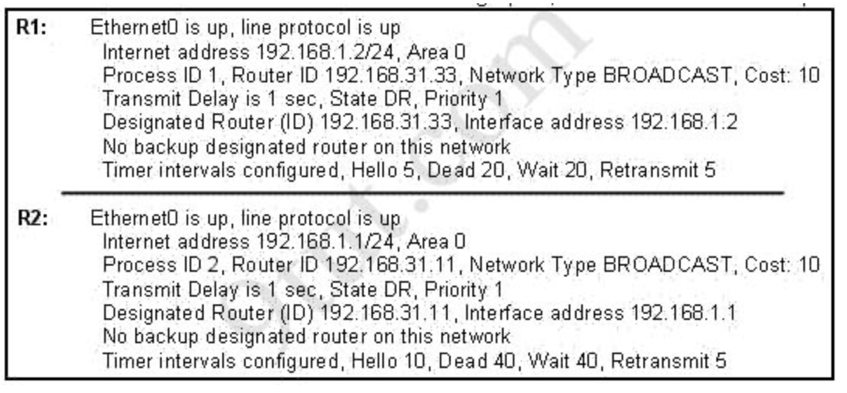 R1: Ethernet0 is up, line protocol is up
Internet address 192.168.1.2/24, Area 0
Process ID 1, Router ID 192.168.31.33, Network Type BROADCAST, Cost: 10
Transmit Delay is 1 sec, State DR, Priority 1
Designated Router (ID) 192.168.31.33, Interface address 192.168.1.2
No backup designated router on this network
Timer intervals configured, Hello 5, Dead 20, Wait 20, Retransmit 5
R2: Ethernet0 is up, line protocol is up
Internet address 192.168.1.1/24, Area 0
Process ID 2, Router ID 192.168.31.11, Network Type BROADCAST, Cost: 10
Transmit Delay is 1 sec, State DR, Priority 1
Designated Router (ID) 192.168.31.11, Interface address 192.168.1.1
No backup designated router on this network
Timer intervals configured, Hello 10, Dead 40, Wait 40, Retransmit 5